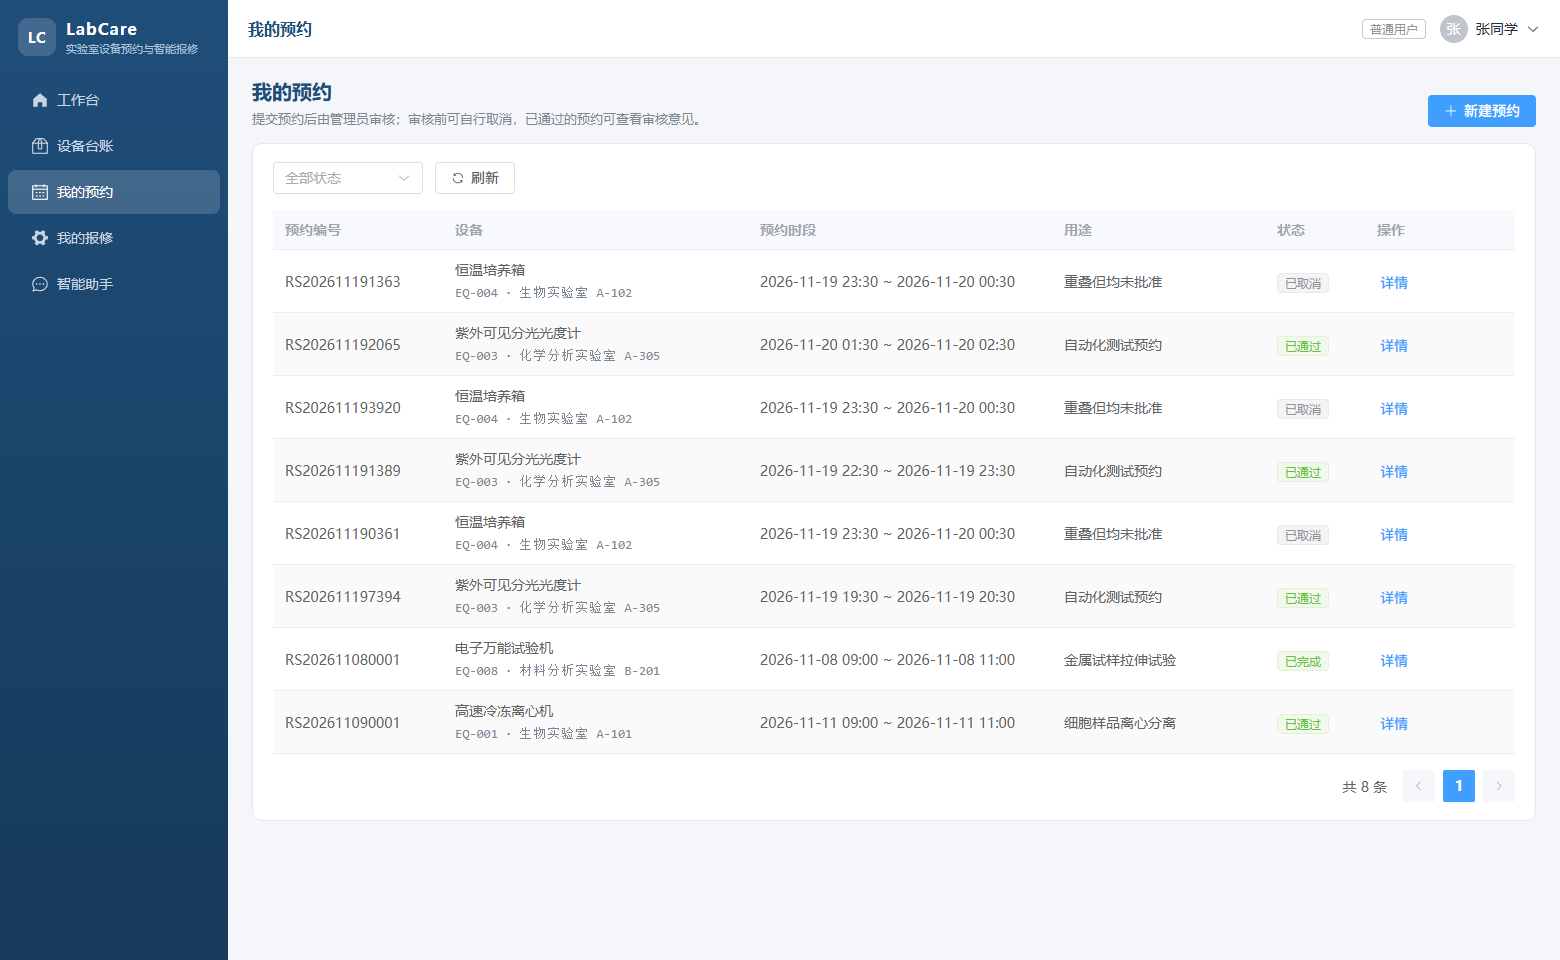 LC
LabCare
实验室设备预约与智能报修
工作台
设备台账
我的预约
我的报修
智能助手
我的预约
普通用户
张
张同学
我的预约
提交预约后由管理员审核；审核前可自行取消，已通过的预约可查看审核意见。
新建预约
全部状态
刷新
预约编号 设备 预约时段 用途 状态 操作
RS202611191363 恒温培养箱 2026-11-19 23:30 ~ 2026-11-20 00:30 重叠但均未批准 已取消 详情
EQ-004 · 生物实验室 A-102
RS202611192065 紫外可见分光光度计 2026-11-20 01:30 ~ 2026-11-20 02:30 自动化测试预约 已通过 详情
EQ-003 · 化学分析实验室 A-305
RS202611193920 恒温培养箱 2026-11-19 23:30 ~ 2026-11-20 00:30 重叠但均未批准 已取消 详情
EQ-004 · 生物实验室 A-102
RS202611191389 紫外可见分光光度计 2026-11-19 22:30 ~ 2026-11-19 23:30 自动化测试预约 已通过 详情
EQ-003 · 化学分析实验室 A-305
RS202611190361 恒温培养箱 2026-11-19 23:30 ~ 2026-11-20 00:30 重叠但均未批准 已取消 详情
EQ-004 · 生物实验室 A-102
RS202611197394 紫外可见分光光度计 2026-11-19 19:30 ~ 2026-11-19 20:30 自动化测试预约 已通过 详情
EQ-003 · 化学分析实验室 A-305
RS202611080001 电子万能试验机 2026-11-08 09:00 ~ 2026-11-08 11:00 金属试样拉伸试验 已完成 详情
EQ-008 · 材料分析实验室 B-201
RS202611090001 高速冷冻离心机 2026-11-11 09:00 ~ 2026-11-11 11:00 细胞样品离心分离 已通过 详情
EQ-001 · 生物实验室 A-101
共 8 条
1